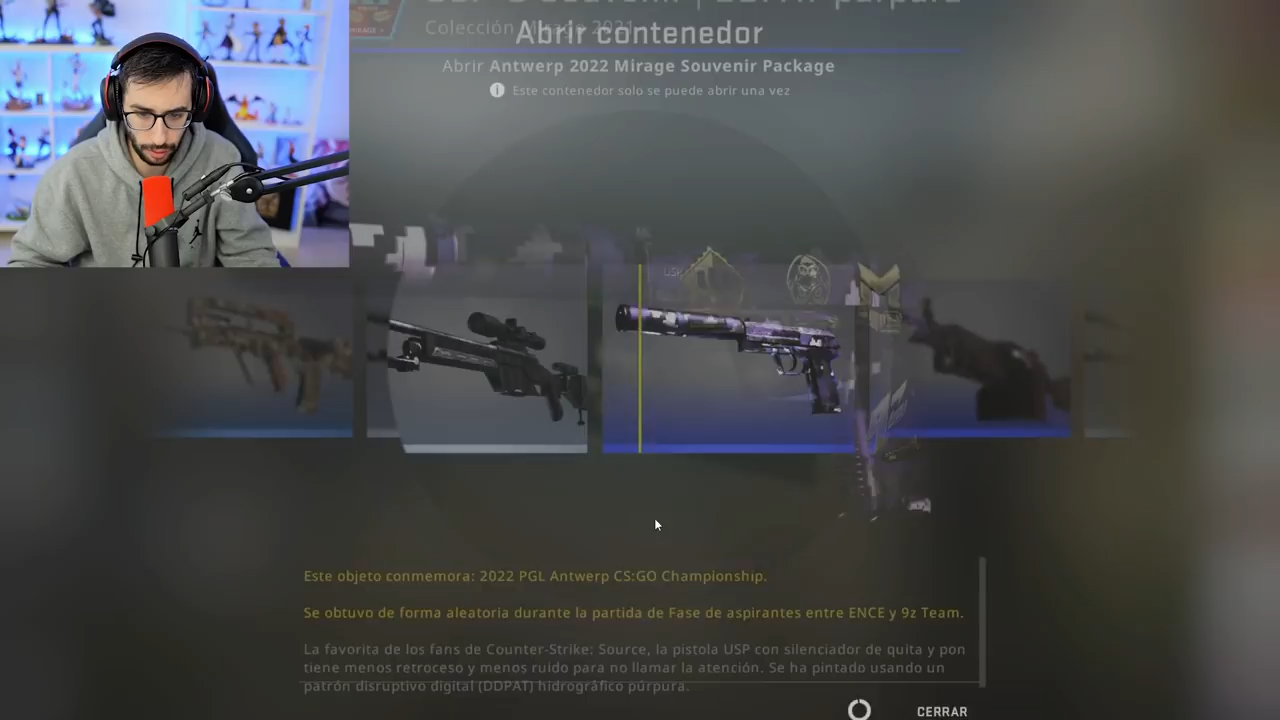 Colección Mirage 2021
Abrir contenedor
Abrir Antwerp 2022 Mirage Souvenir Package
Este contenedor solo se puede abrir una vez
Este objeto conmemora: 2022 PGL Antwerp CS:GO Championship.
Se obtuvo de forma aleatoria durante la partida de Fase de aspirantes entre ENCE y 9z Team.
La favorita de los fans de Counter-Strike: Source, la pistola USP con silenciador de quita y pon
tiene menos retroceso y menos ruido para no llamar la atención. Se ha pintado usando un
patrón disruptivo digital (DDPAT) hidrográfico púrpura.
CERRAR